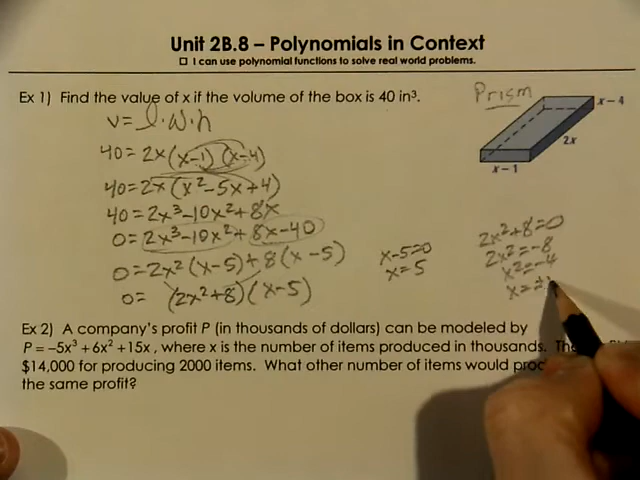 Unit 2B.8 – Polynomials in Context
☐ I can use polynomial functions to solve real world problems.
Ex 1) Find the value of x if the volume of the box is 40 in³.
Prism
x – 4
2x
x – 1
v = l · w · h
40 = 2x (x-1) (x-4)
40 = 2x (x² - 5x + 4)
40 = 2x³ - 10x² + 8x
0 = 2x³ - 10x² + 8x - 40
0 = 2x² (x - 5) + 8 (x - 5)
0 = (2x² + 8) (x - 5)
x - 5 = 0
x = 5
2x² + 8 = 0
2x² = -8
x² = -4
x = ±
Ex 2) A company's profit P (in thousands of dollars) can be modeled by
P = –5x³ + 6x² + 15x, where x is the number of items produced in thousands.
$14,000 for producing 2000 items. What other number of items would
the same profit?